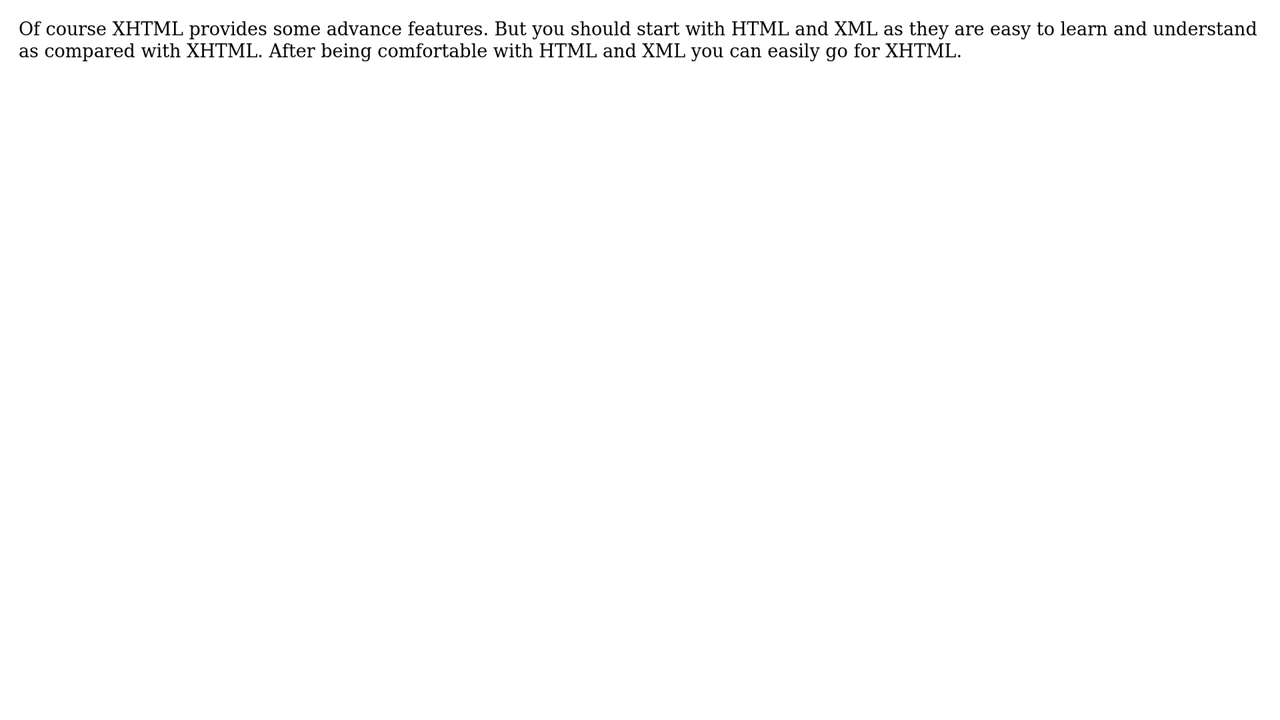 Of course XHTML provides some advance features. But you should start with HTML and XML as they are easy to learn and understand
as compared with XHTML. After being comfortable with HTML and XML you can easily go for XHTML.